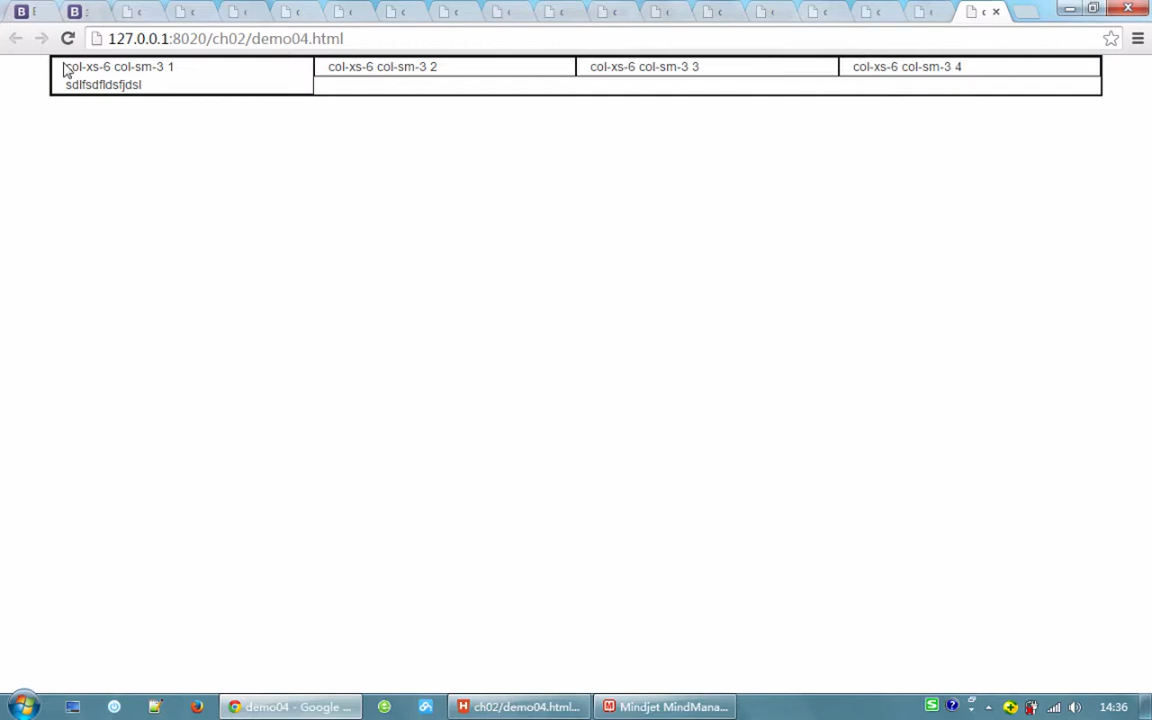 127.0.0.1:8020/ch02/demo04.html
col-xs-6 col-sm-3 1
sdlfsdfldsfjdsl
col-xs-6 col-sm-3 2
col-xs-6 col-sm-3 3
col-xs-6 col-sm-3 4
demo04 - Google ...
ch02/demo04.html...
Mindjet MindMana...
14:36